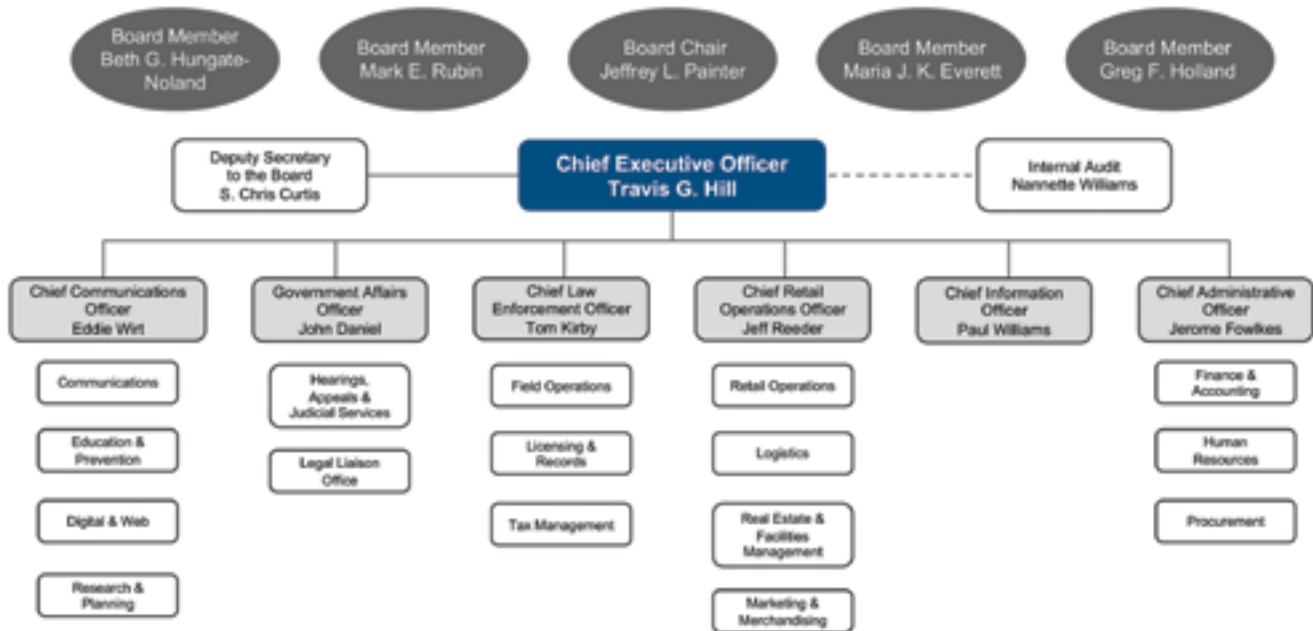 Board Member
Beth G. Hungate-
Noland
Board Member
Mark E. Rubin
Board Chair
Jeffrey L. Painter
Board Member
Maria J. K. Everett
Board Member
Greg F. Holland
Deputy Secretary
to the Board
S. Chris Curtis
Chief Executive Officer
Travis G. Hill
Internal Audit
Nannette Williams
Chief Communications
Officer
Eddie Wirt
Government Affairs
Officer
John Daniel
Chief Law
Enforcement Officer
Tom Kirby
Chief Retail
Operations Officer
Jeff Reeder
Chief Information
Officer
Paul Williams
Chief Administrative
Officer
Jerome Fowlkes
Communications
Education &
Prevention
Digital & Web
Research &
Planning
Hearings,
Appeals &
Judicial Services
Legal Liaison
Office
Field Operations
Licensing &
Records
Tax Management
Retail Operations
Logistics
Real Estate &
Facilities
Management
Marketing &
Merchandising
Finance &
Accounting
Human
Resources
Procurement